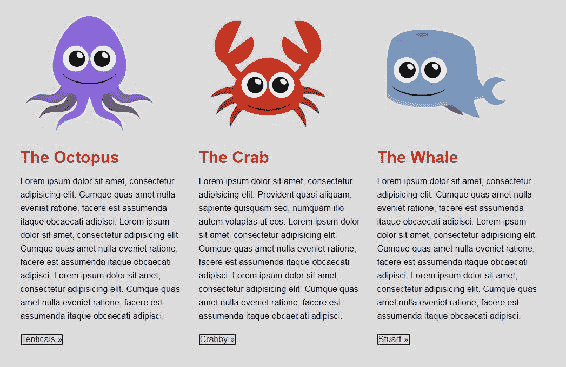 The Octopus
Lorem ipsum dolor sit amet, consectetur
adipisicing elit. Cumque quas amet nulla
eveniet ratione, facere est assumenda
itaque obcaecati adipisci. Lorem ipsum
dolor sit amet, consectetur adipisicing elit.
Cumque quas amet nulla eveniet ratione,
facere est assumenda itaque obcaecati
adipisci. Lorem ipsum dolor sit amet,
consectetur adipisicing elit. Cumque quas
amet nulla eveniet ratione, facere est
assumenda itaque obcaecati adipisci.
Tenticals »
The Crab
Lorem ipsum dolor sit amet, consectetur
adipisicing elit. Provident quasi aliquam,
sapiente quisquam sed, numquam illo
autem voluptas ut eos. Lorem ipsum
dolor sit amet, consectetur adipisicing elit.
Cumque quas amet nulla eveniet ratione,
facere est assumenda itaque obcaecati
adipisci. Lorem ipsum dolor sit amet,
consectetur adipisicing elit. Cumque quas
amet nulla eveniet ratione, facere est
assumenda itaque obcaecati adipisci.
Crabby »
The Whale
Lorem ipsum dolor sit amet, consectetur
adipisicing elit. Cumque quas amet nulla
eveniet ratione, facere est assumenda
itaque obcaecati adipisci. Lorem ipsum
dolor sit amet, consectetur adipisicing elit.
Cumque quas amet nulla eveniet ratione,
facere est assumenda itaque obcaecati
adipisci. Lorem ipsum dolor sit amet,
consectetur adipisicing elit. Cumque quas
amet nulla eveniet ratione, facere est
assumenda itaque obcaecati adipisci.
Stuart »